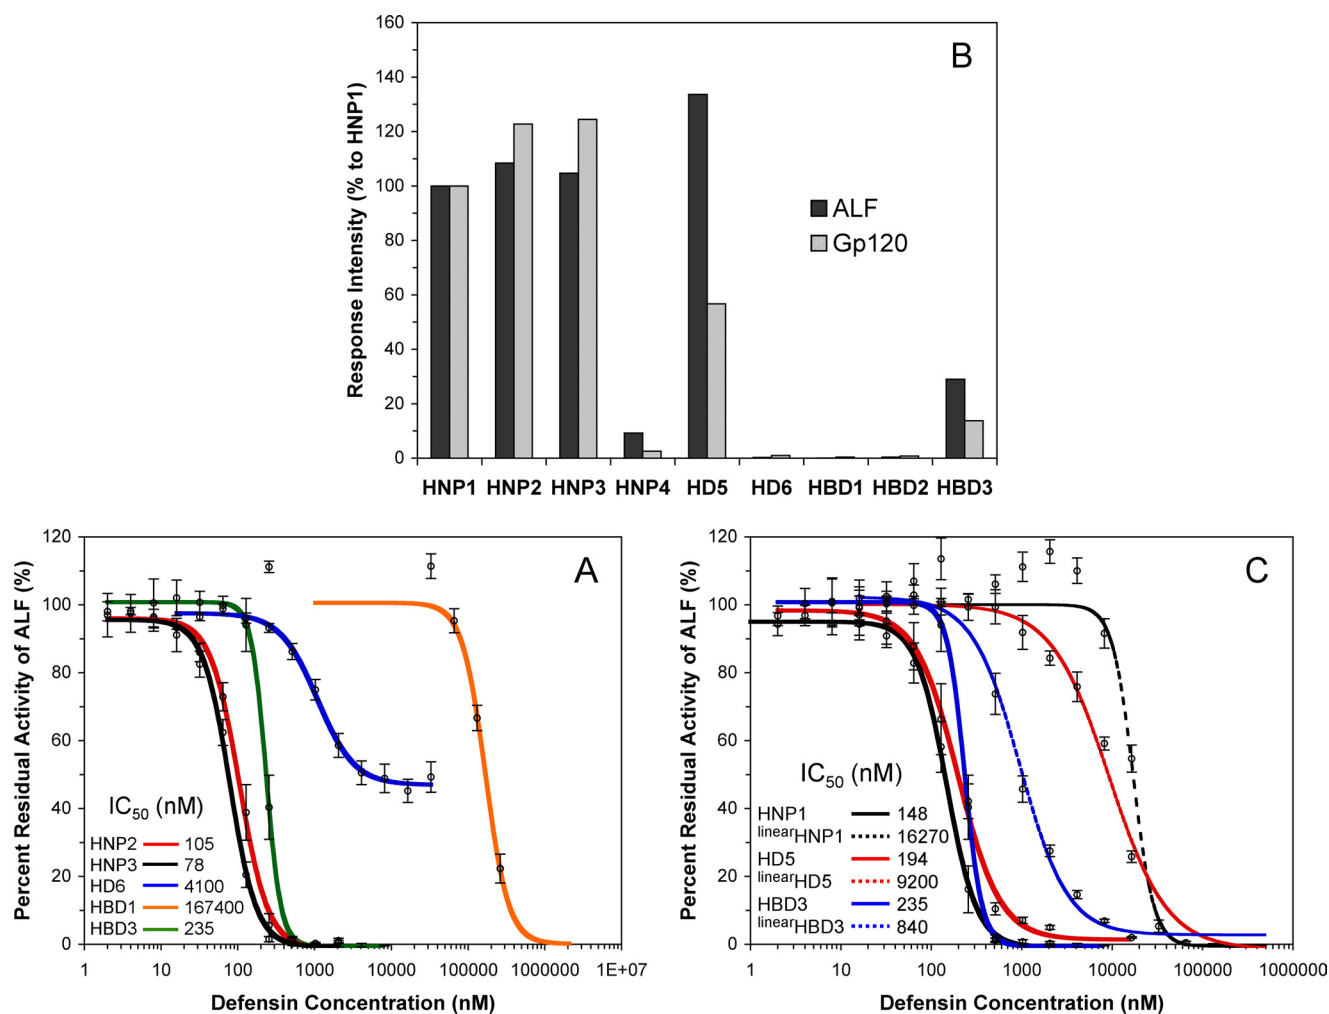 B
Response Intensity (% to HNP1)
160
140
120
100
80
60
40
20
0
ALF
Gp120
HNP1 HNP2 HNP3 HNP4 HD5 HD6 HBD1 HBD2 HBD3
A
Percent Residual Activity of ALF (%)
120
100
80
60
40
20
0
IC50 (nM)
HNP2 105
HNP3 78
HD6 4100
HBD1 167400
HBD3 235
1 10 100 1000 10000 100000 1000000 1E+07
Defensin Concentration (nM)
C
Percent Residual Activity of ALF (%)
120
100
80
60
40
20
0
IC50 (nM)
HNP1 148
linearHNP1 16270
HD5 194
linearHD5 9200
HBD3 235
linearHBD3 840
1 10 100 1000 10000 100000 1000000
Defensin Concentration (nM)